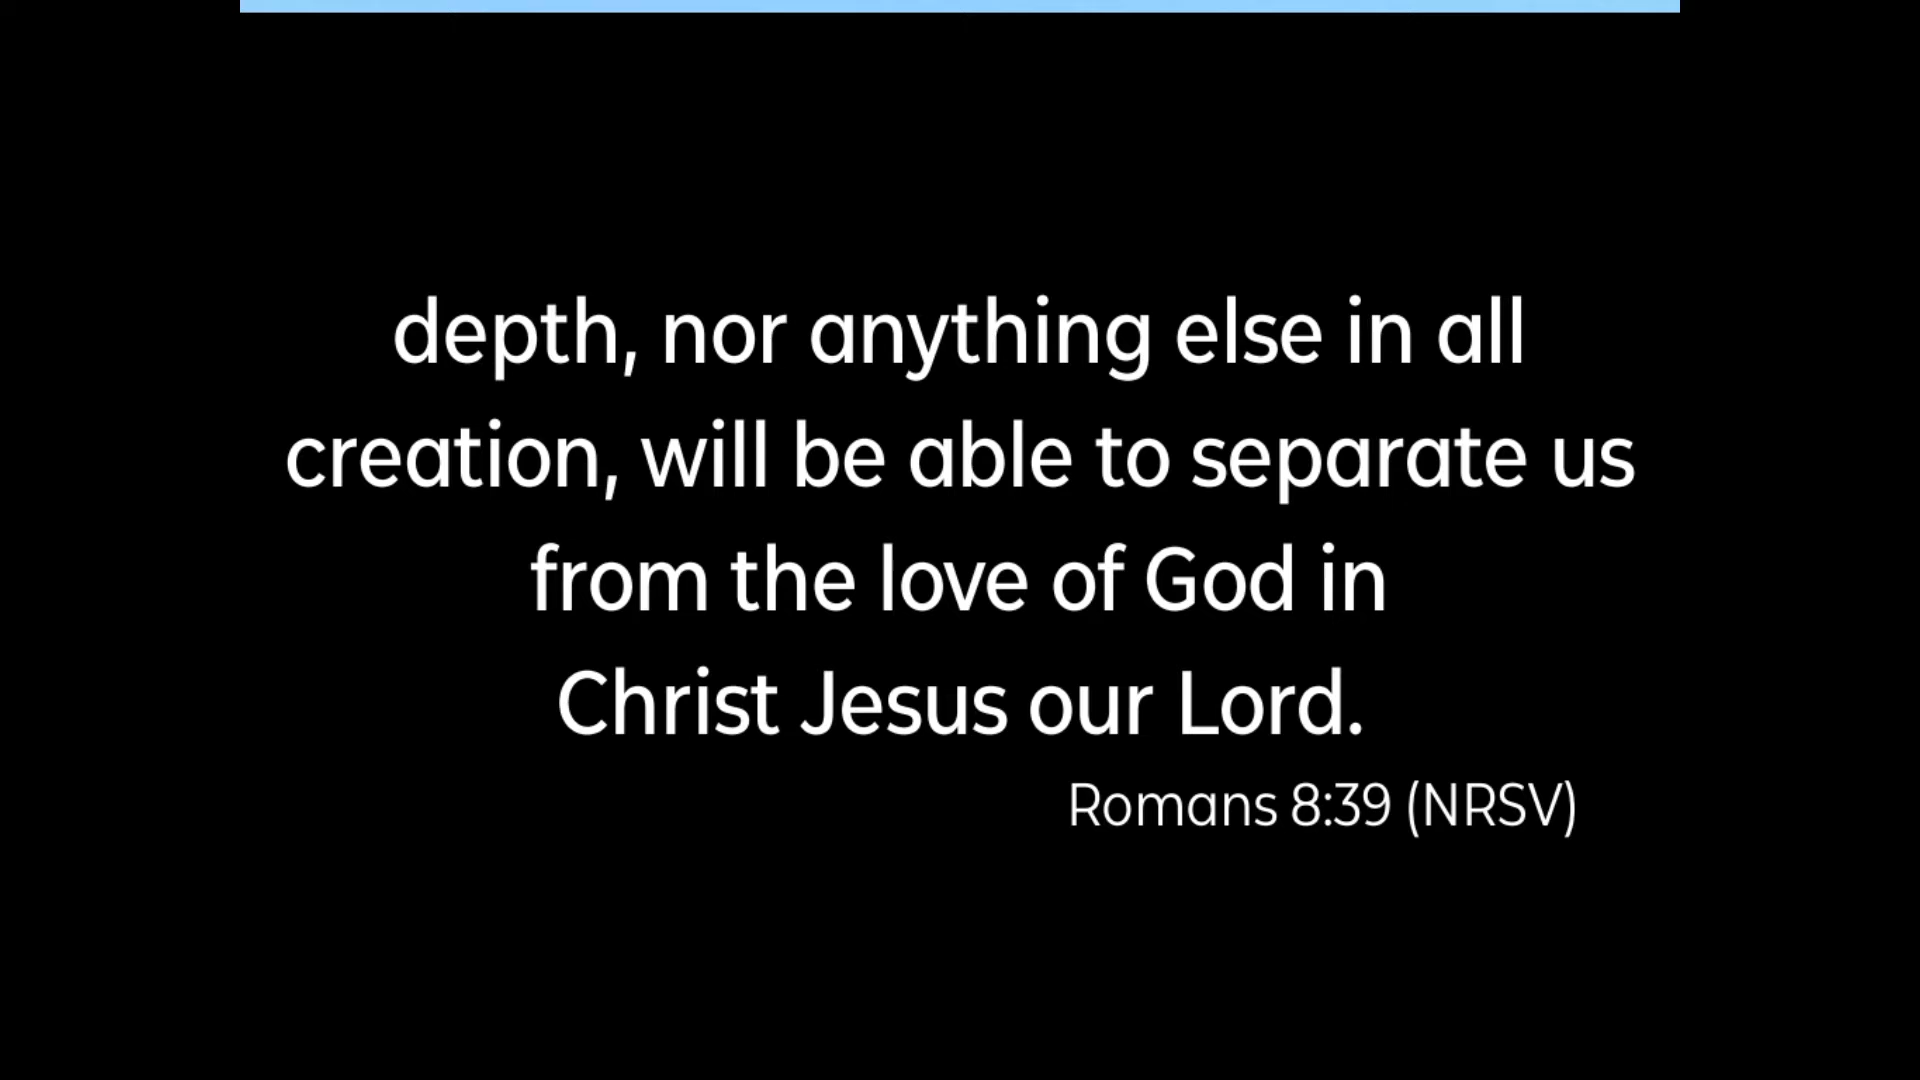 depth, nor anything else in all
creation, will be able to separate us
from the love of God in
Christ Jesus our Lord.
Romans 8:39 (NRSV)